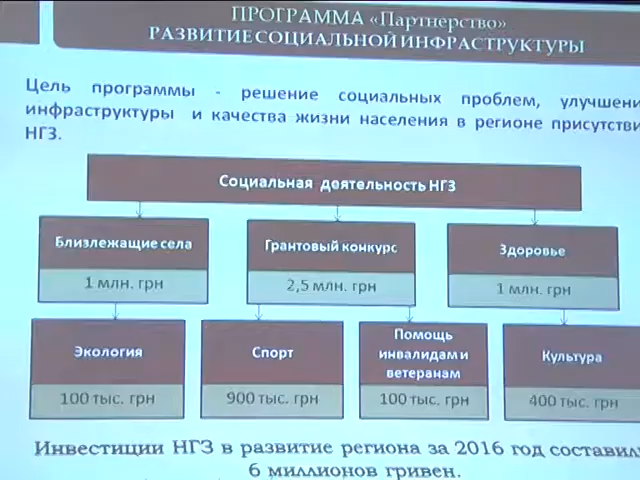 ПРОГРАММА «Партнерство»
РАЗВИТИЕ СОЦИАЛЬНОЙ ИНФРАСТРУКТУРЫ
Цель программы - решение социальных проблем, улучшени
инфраструктуры и качества жизни населения в регионе присутстви
НГЗ.
Социальная деятельность НГЗ
Близлежащие села
1 млн. грн
Грантовый конкурс
2,5 млн. грн
Здоровье
1 млн. грн
Экология
100 тыс. грн
Спорт
900 тыс. грн
Помощь
инвалидам и
ветеранам
100 тыс. грн
Культура
400 тыс. грн
Инвестиции НГЗ в развитие региона за 2016 год составил
6 миллионов гривен.